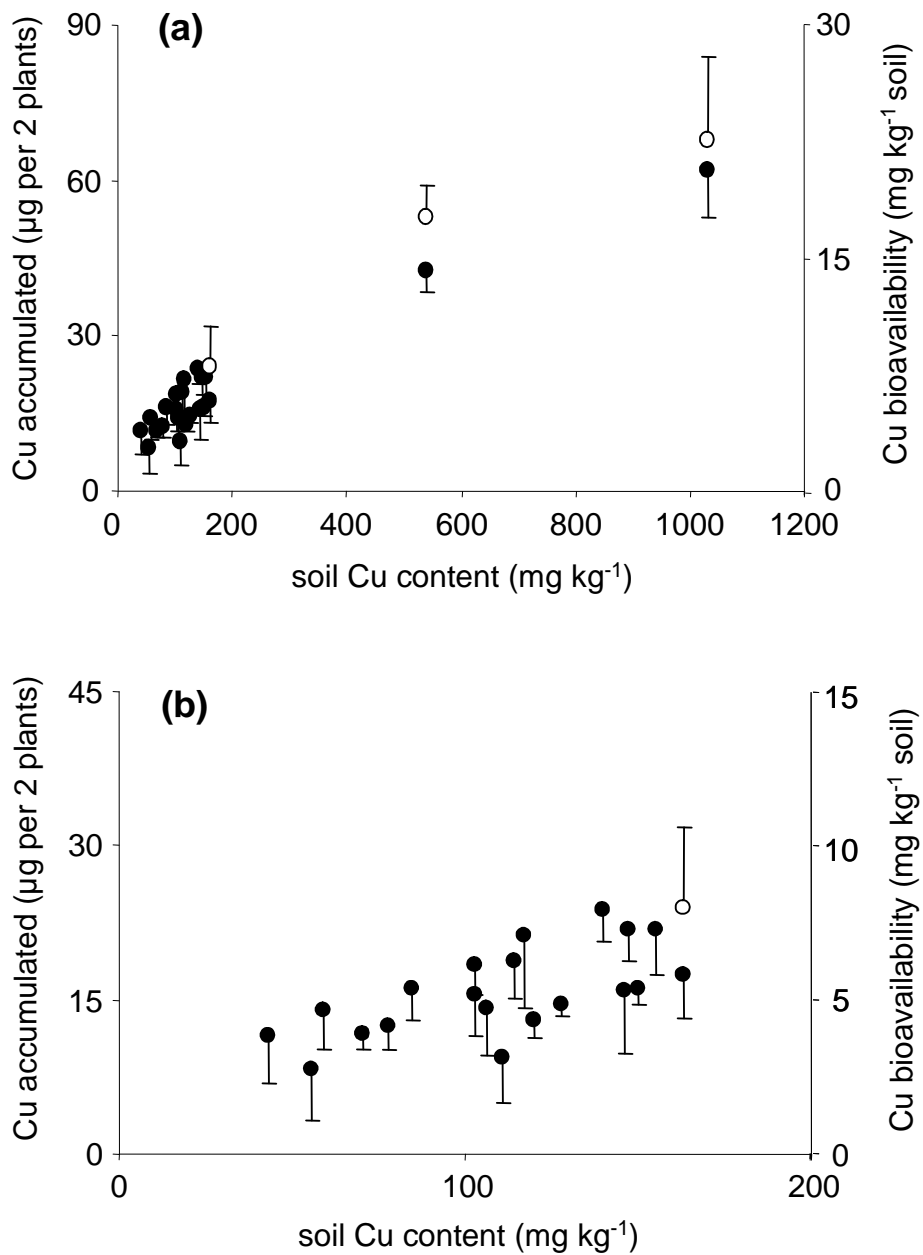 (a)
90
60
30
0
Cu accumulated (µg per 2 plants)
30
15
0
Cu bioavailability (mg kg⁻¹ soil)
0 200 400 600 800 1000 1200
soil Cu content (mg kg⁻¹)
(b)
45
30
15
0
Cu accumulated (µg per 2 plants)
15
10
5
0
Cu bioavailability (mg kg⁻¹ soil)
0 100 200
soil Cu content (mg kg⁻¹)